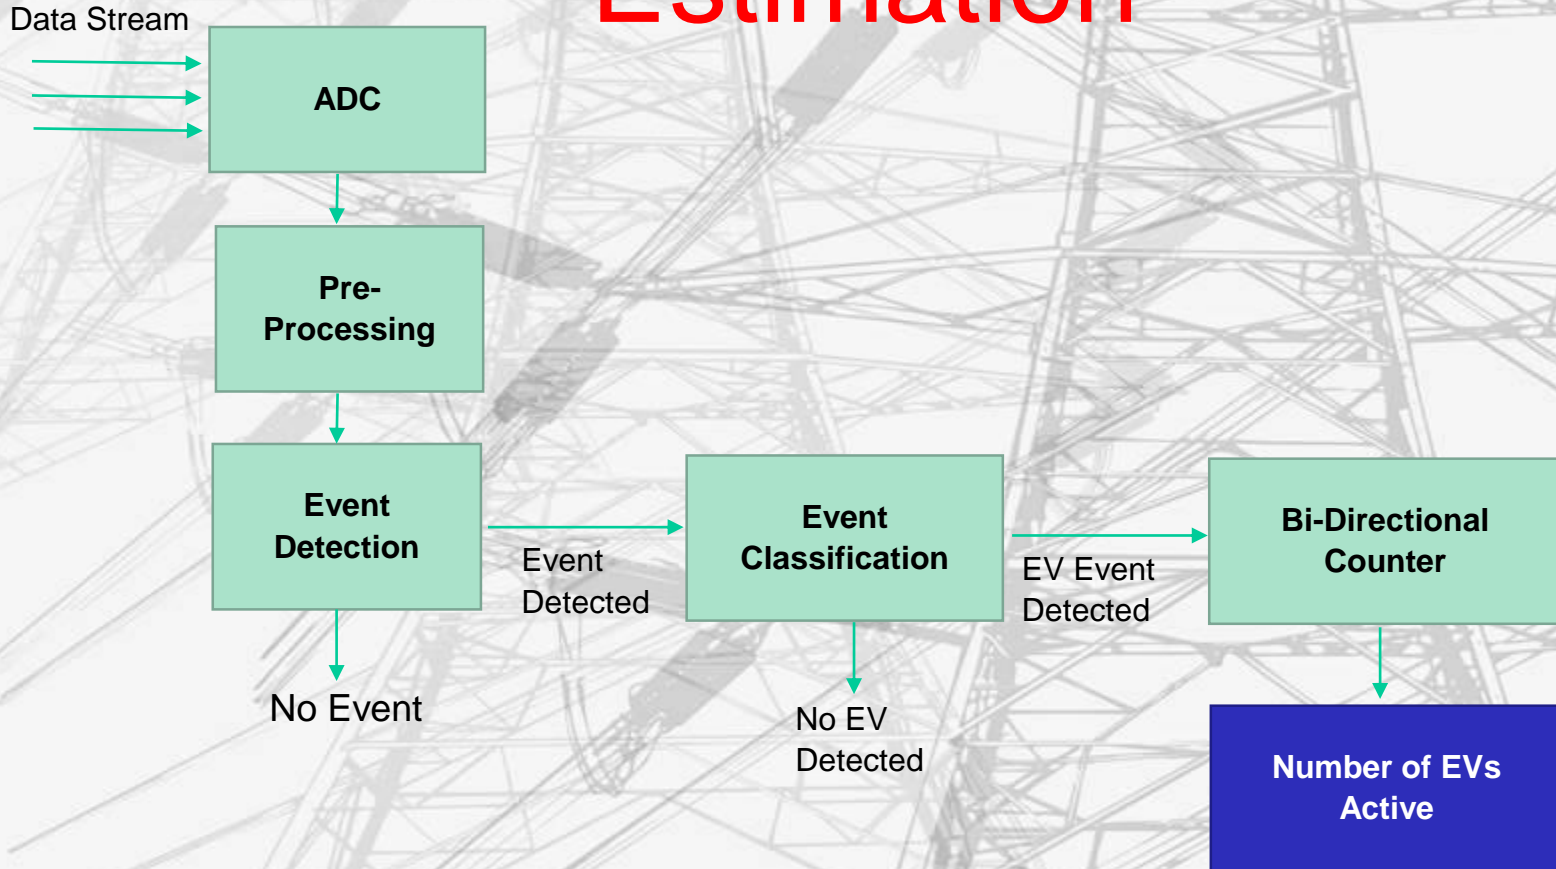 Estimation
Data Stream
ADC
Pre-
Processing
Event
Detection
Event
Detected
Event
Classification
EV Event
Detected
Bi-Directional
Counter
No Event
No EV
Detected
Number of EVs
Active